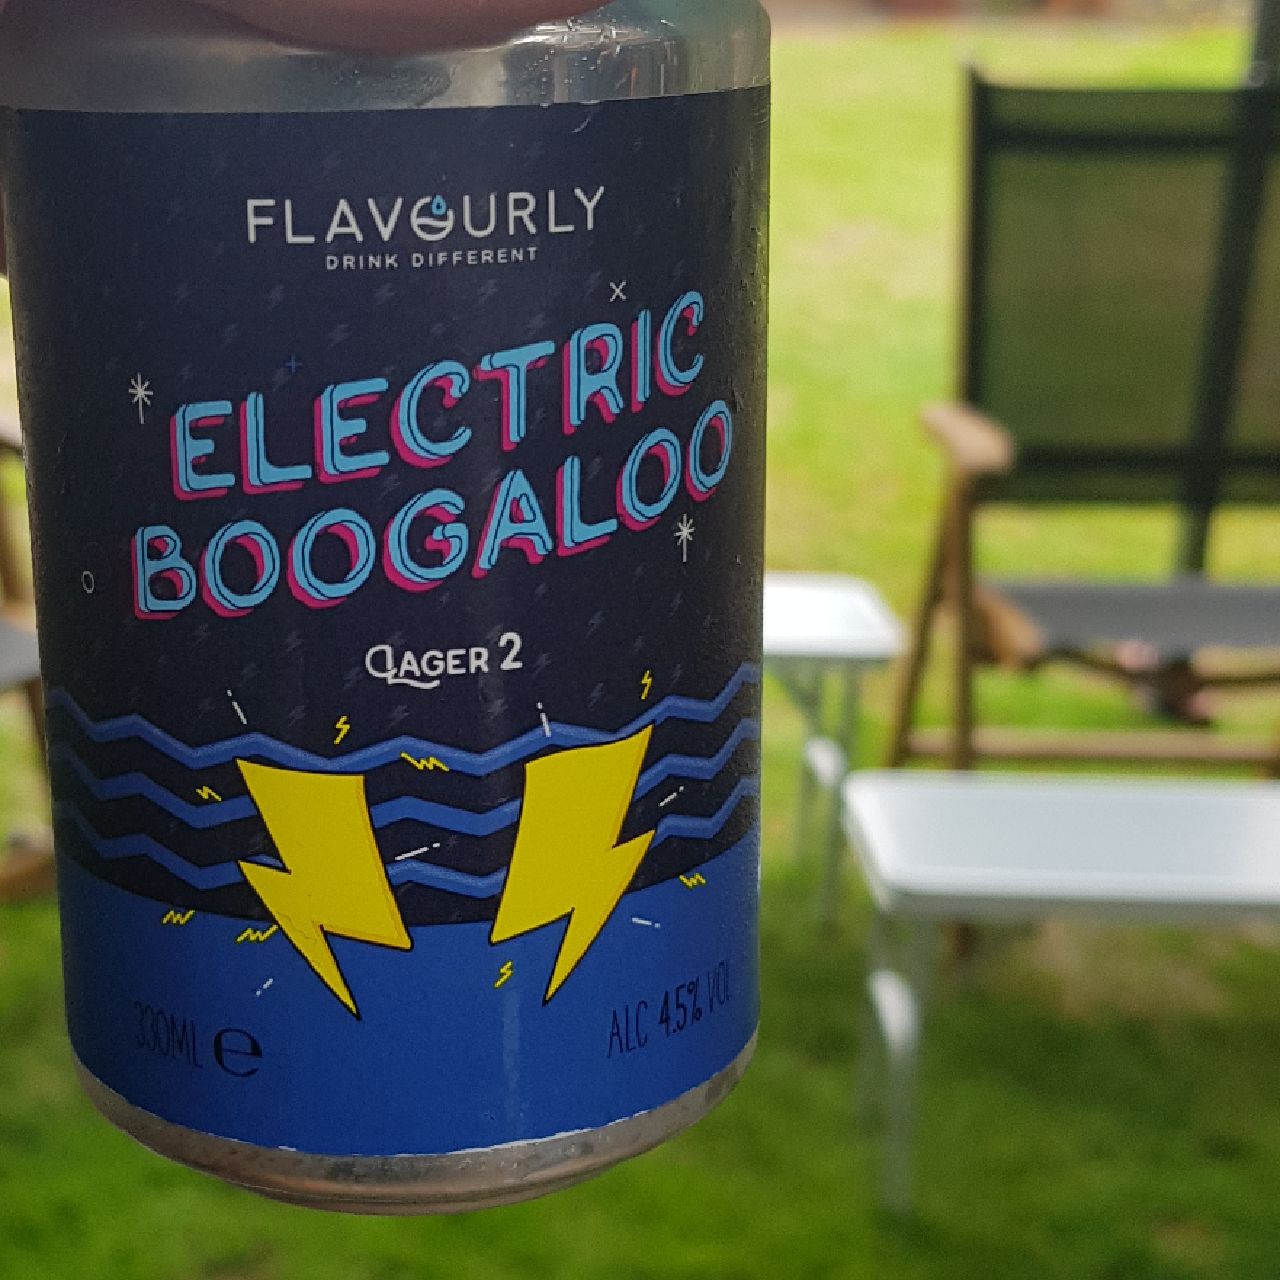 FLAVOURLY
DRINK DIFFERENT
ELECTRIC
BOOGALOO
LAGER 2
330ML e
ALC 4.5% VOL